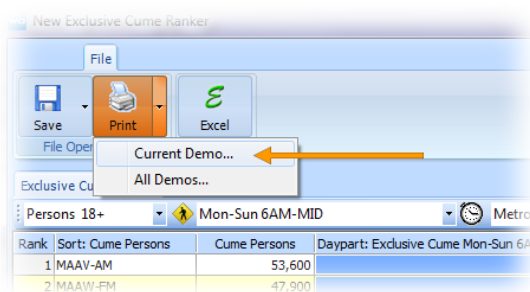 New Exclusive Cume Ranker
File
Save Print Excel
File Oper
Current Demo...
All Demos...
Exclusive Cu
Persons 18+ Mon-Sun 6AM-MID Metro
Rank Sort: Cume Persons Cume Persons Daypart: Exclusive Cume Mon-Sun 6A
1 MAAV-AM 53,600
2 MAAW-FM 47,900